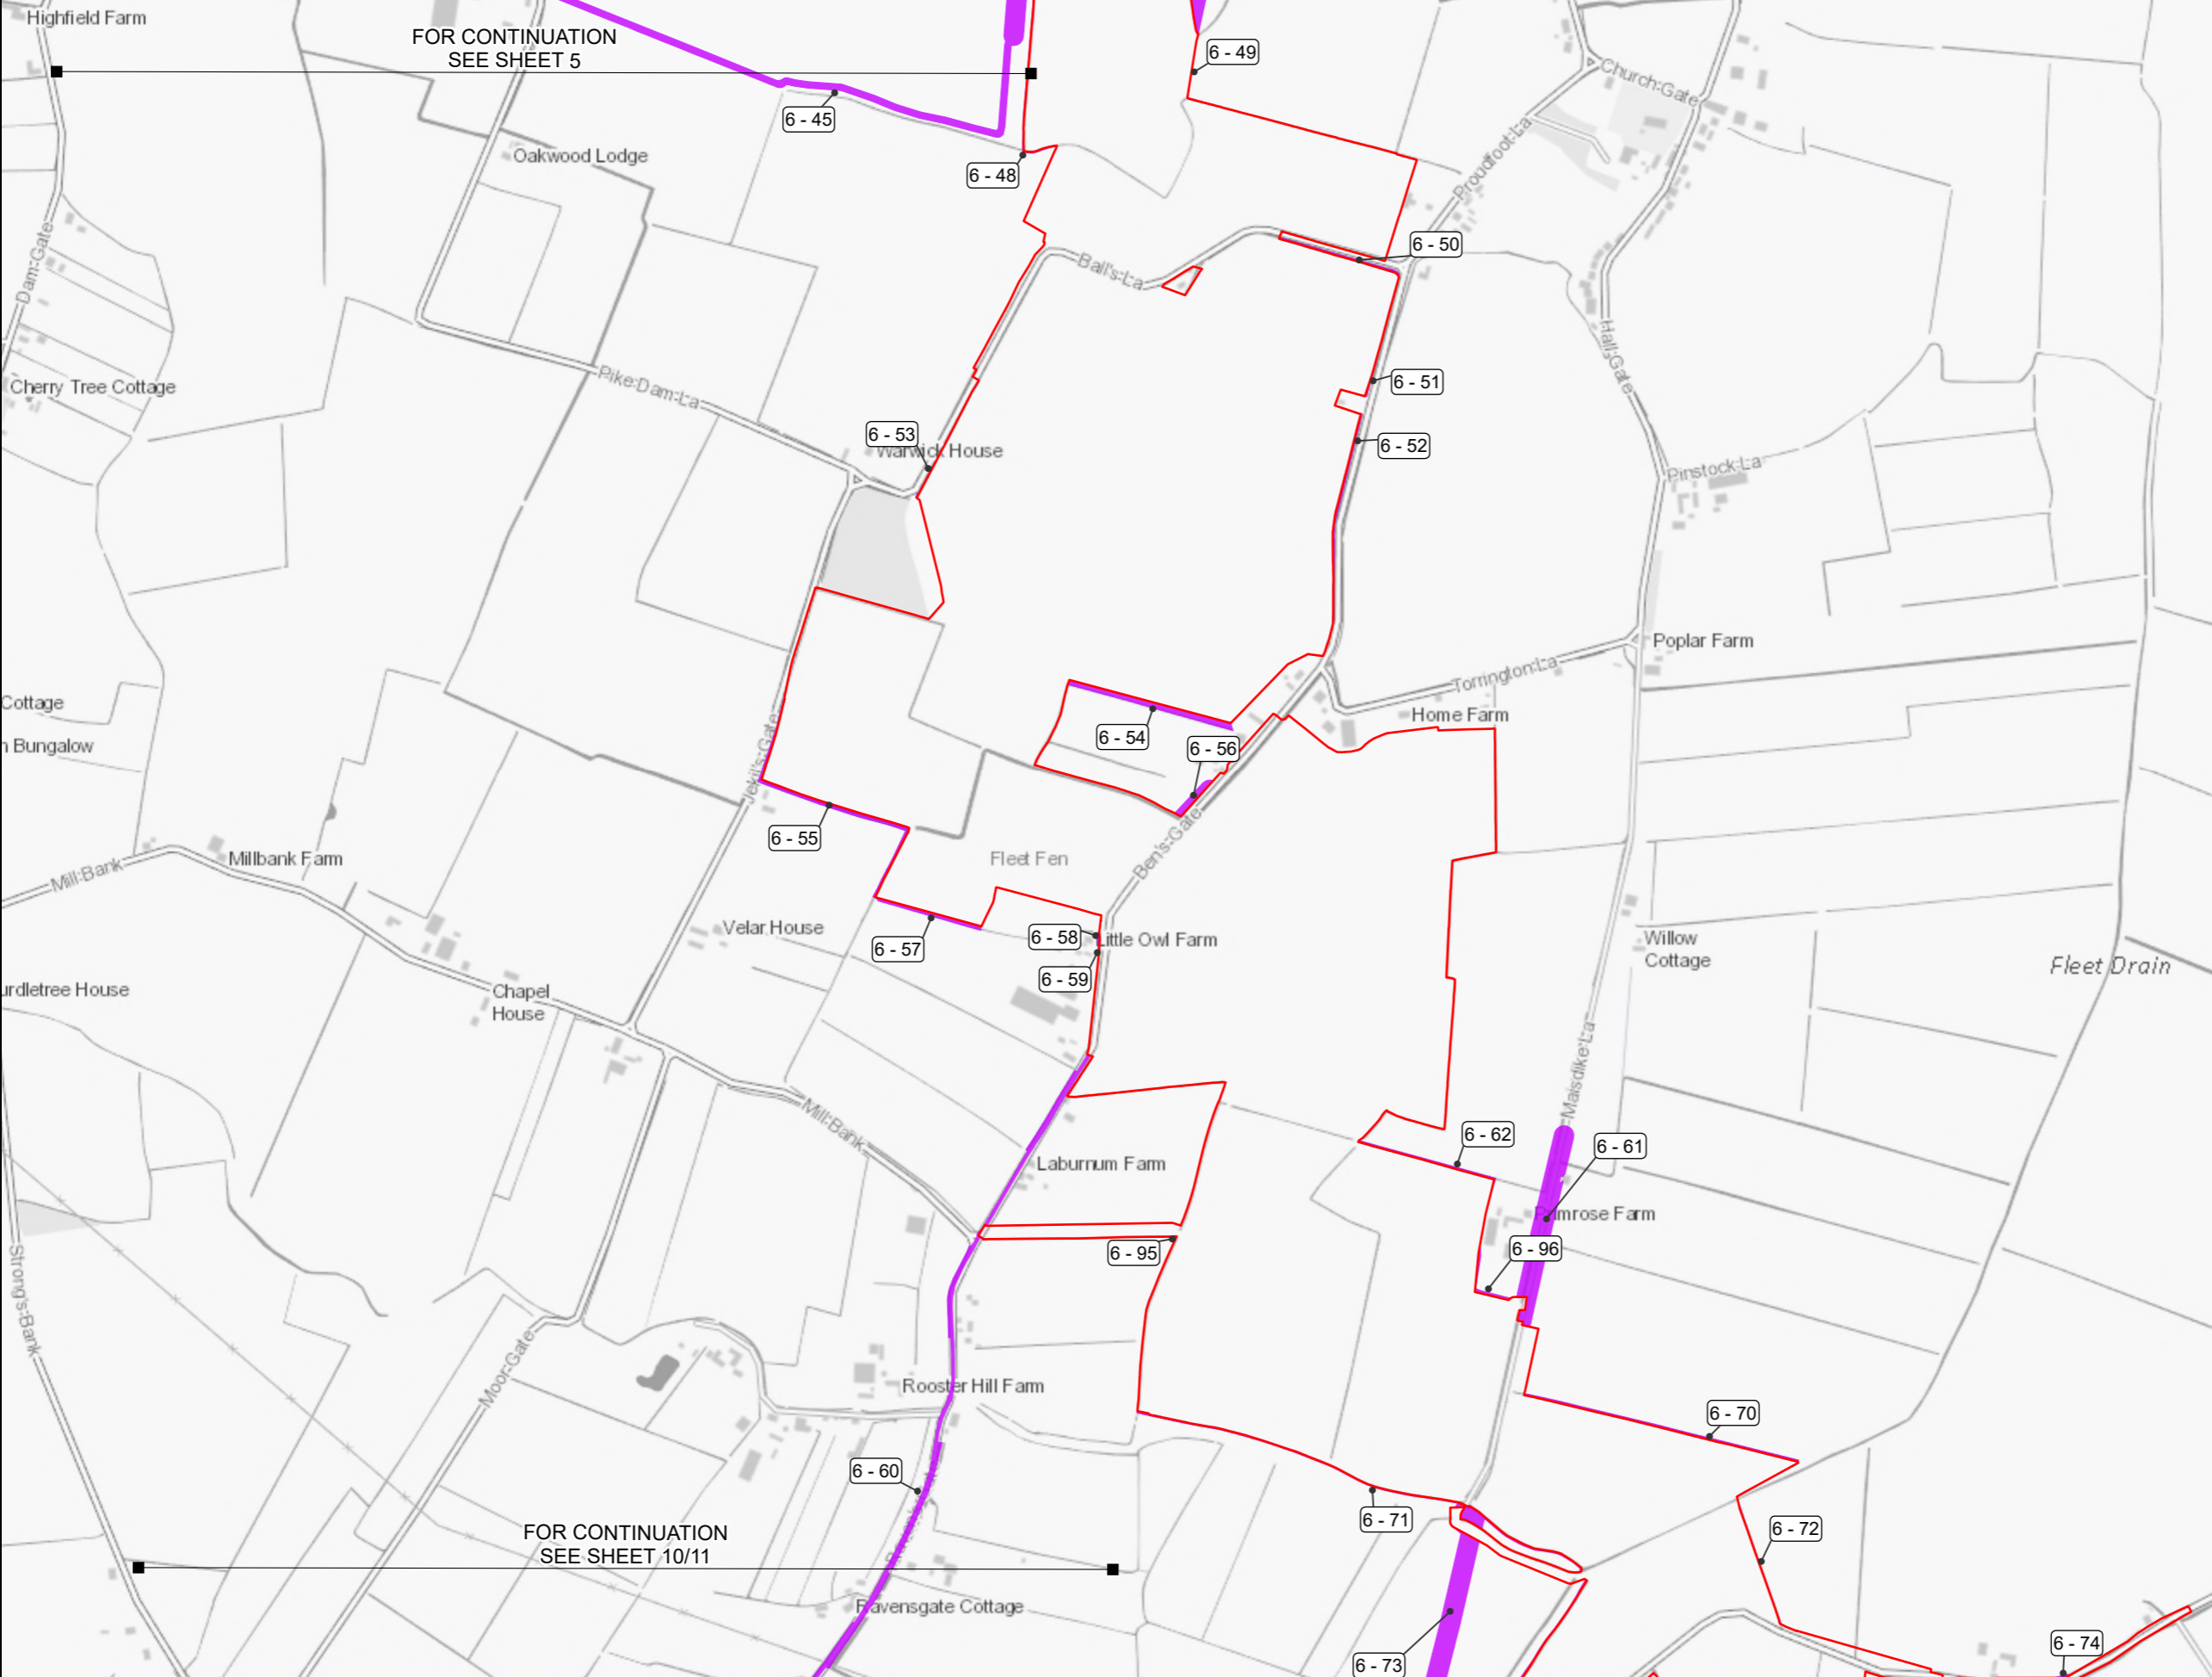 Highfield Farm
FOR CONTINUATION
SEE SHEET 5
6 - 49
Church Gate
6 - 45
Oakwood Lodge
Proudfoot La
6 - 48
Dam Gate
6 - 50
Ball's La
Hall Gate
Pike Dam La
Cherry Tree Cottage
6 - 51
6 - 53
Warwick House
6 - 52
Pinstock La
Poplar Farm
Torrington La
Cottage
Home Farm
6 - 54
Bungalow
6 - 56
Jekil's Gate
6 - 55
Ben's Gate
Mill Bank
Millbank Farm
Fleet Fen
Velar House
6 - 57
6 - 58
Little Owl Farm
Willow
Cottage
Fleet Drain
6 - 59
urdletree House
Chapel
House
Maisdike La
Mill Bank
6 - 62
6 - 61
Laburnum Farm
Primrose Farm
6 - 95
6 - 96
Strong's Bank
Moor Gate
Rooster Hill Farm
6 - 70
6 - 60
6 - 71
FOR CONTINUATION
SEE SHEET 10/11
6 - 72
Ravensgate Cottage
6 - 74
6 - 73